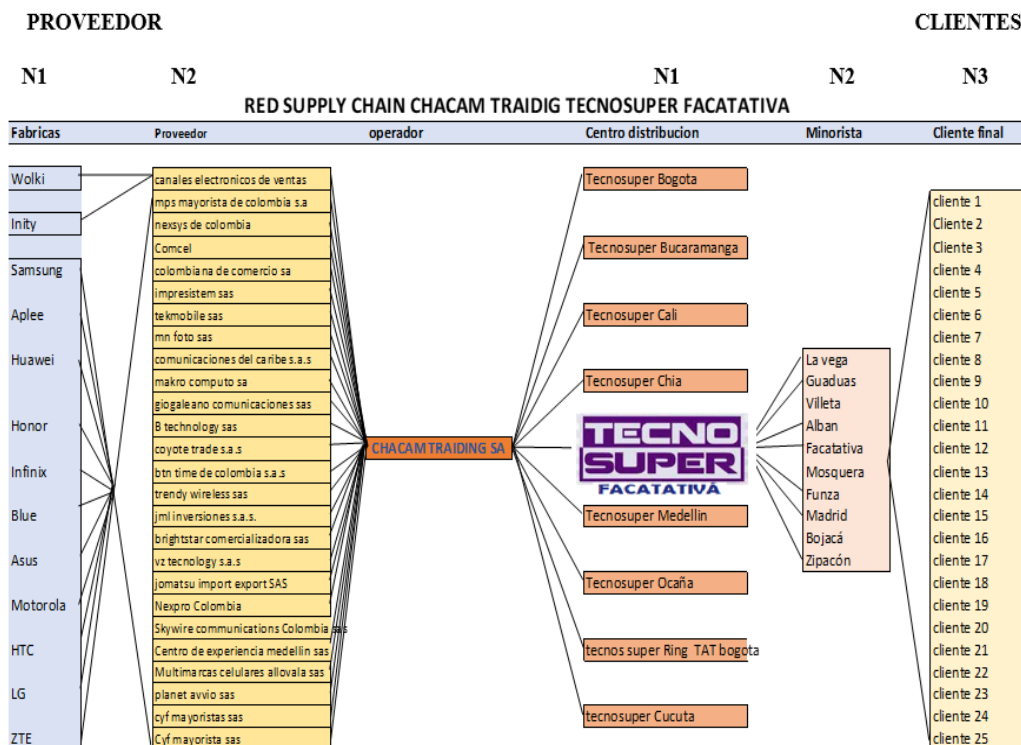 PROVEEDOR
CLIENTES
N1
N2
N1
N2
N3
RED SUPPLY CHAIN CHACAM TRAIDIG TECNOSUPER FACATATIVA
Fabricas
Proveedor
operador
Centro distribucion
Minorista
Cliente final
Wolki
Inity
Samsung
Aplee
Huawei
Honor
Infinix
Blue
Asus
Motorola
HTC
LG
ZTE
canales electronicos de ventas
mps mayorista de colombia s.a
nexsys de colombia
Comcel
colombiana de comercio sa
impresistem sas
tekmobile sas
mn foto sas
comunicaciones del caribe s.a.s
makro computo sa
giogaleano comunicaciones sas
B technology sas
coyote trade s.a.s
btn time de colombia s.a.s
trendy wireless sas
jml inversiones s.a.s.
brightstar comercializadora sas
vz tecnology s.a.s
jomatsu import export SAS
Nexpro Colombia
Skywire communications Colombia sas
Centro de experiencia medellin sas
Multimarcas celulares allovala sas
planet avvio sas
cyf mayoristas sas
Cyf mayorista sas
CHACAM TRAIDING SA
Tecnosuper Bogota
Tecnosuper Bucaramanga
Tecnosuper Cali
Tecnosuper Chia
TECNO
SUPER
FACATATIVÁ
Tecnosuper Medellin
Tecnosuper Ocaña
tecnos super Ring TAT bogota
tecnosuper Cucuta
La vega
Guaduas
Villeta
Alban
Facatativa
Mosquera
Funza
Madrid
Bojacá
Zipacón
cliente 1
Cliente 2
Cliente 3
cliente 4
cliente 5
cliente 6
cliente 7
cliente 8
cliente 9
cliente 10
cliente 11
cliente 12
cliente 13
cliente 14
cliente 15
cliente 16
cliente 17
cliente 18
cliente 19
cliente 20
cliente 21
cliente 22
cliente 23
cliente 24
cliente 25